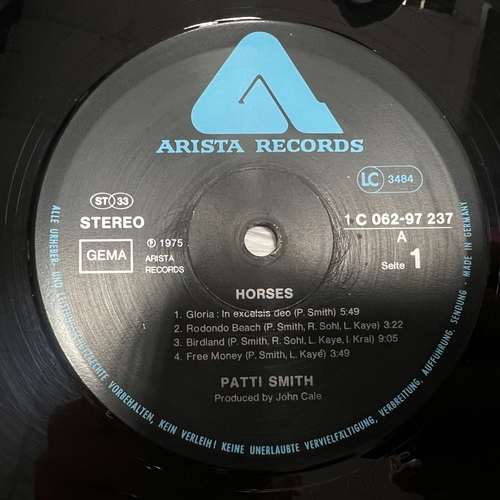 ARISTA RECORDS
LC 3484
ST 33
STEREO
GEMA
℗ 1975
ARISTA
RECORDS
1 C 062-97 237
A
Seite 1
HORSES
1. Gloria: In excelsis deo (P. Smith) 5:49
2. Rodondo Beach (P. Smith, R. Sohl, L. Kaye) 3:22
3. Birdland (P. Smith, R. Sohl, L. Kaye, I. Kral) 9:05
4. Free Money (P. Smith, L. Kayé) 3:49
PATTI SMITH
Produced by John Cale
ALLE URHEBER- UND LEISTUNGSSCHUTZRECHTE VORBEHALTEN, KEIN VERLEIH! KEINE UNERLAUBTE VERVIELFÄLTIGUNG, VERBREITUNG, AUFFÜHRUNG, SENDUNG - MADE IN GERMANY